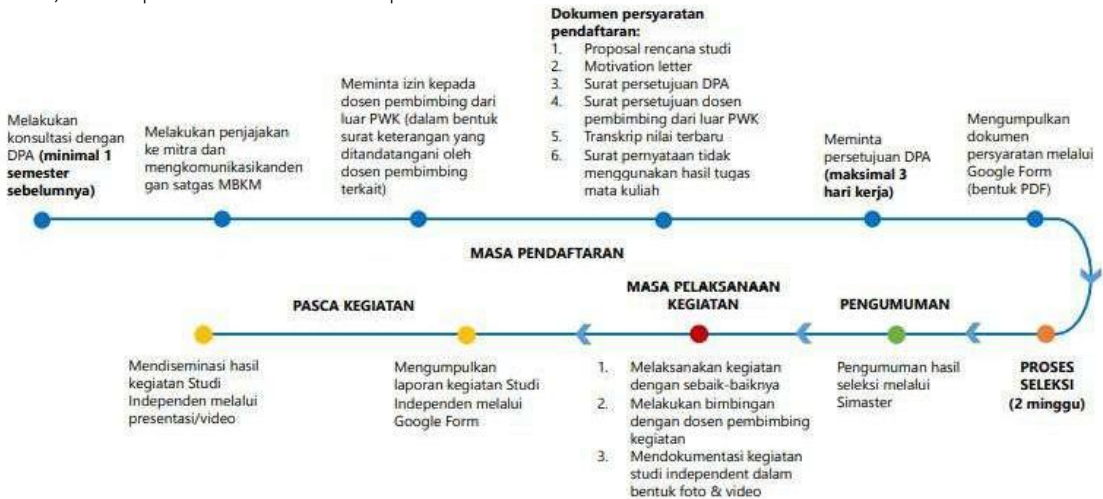 Dokumen persyaratan
pendaftaran:
1. Proposal rencana studi
2. Motivation letter
3. Surat persetujuan DPA
4. Surat persetujuan dosen
pembimbing dari luar PWK
5. Transkrip nilai terbaru
6. Surat pernyataan tidak
menggunakan hasil tugas
mata kuliah
Melakukan
konsultasi dengan
DPA (minimal 1
semester
sebelumnya)
Melakukan penjajakan
ke mitra dan
mengkomunikasikanden
gan satgas MBKM
Meminta izin kepada
dosen pembimbing dari
luar PWK (dalam bentuk
surat keterangan yang
ditandatangani oleh
dosen pembimbing
terkait)
Meminta
persetujuan DPA
(maksimal 3
hari kerja)
Mengumpulkan
dokumen
persyaratan melalui
Google Form
(bentuk PDF)
MASA PENDAFTARAN
PROSES
SELEKSI
(2 minggu)
PENGUMUMAN
Pengumuman hasil
seleksi melalui
Simaster
MASA PELAKSANAAN
KEGIATAN
1. Melaksanakan kegiatan
dengan sebaik-baiknya
2. Melakukan bimbingan
dengan dosen pembimbing
kegiatan
3. Mendokumentasi kegiatan
studi independent dalam
bentuk foto & video
PASCA KEGIATAN
Mengumpulkan
laporan kegiatan Studi
Independen melalui
Google Form
Mendiseminasi hasil
kegiatan Studi
Independen melalui
presentasi/video